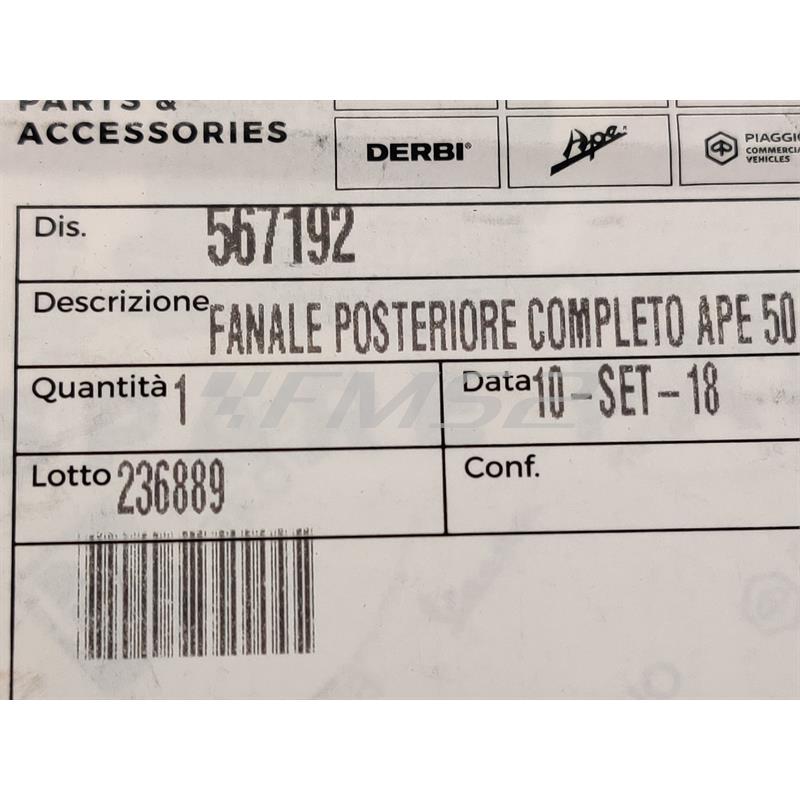 PARTS &
ACCESSORIES
DERBI®
Ape
PIAGGIO
COMMERCIAL
VEHICLES
Dis. 567192
Descrizione FANALE POSTERIORE COMPLETO APE 50
Quantità 1
Data 10-SET-18
FMS2
Lotto 236889
Conf.